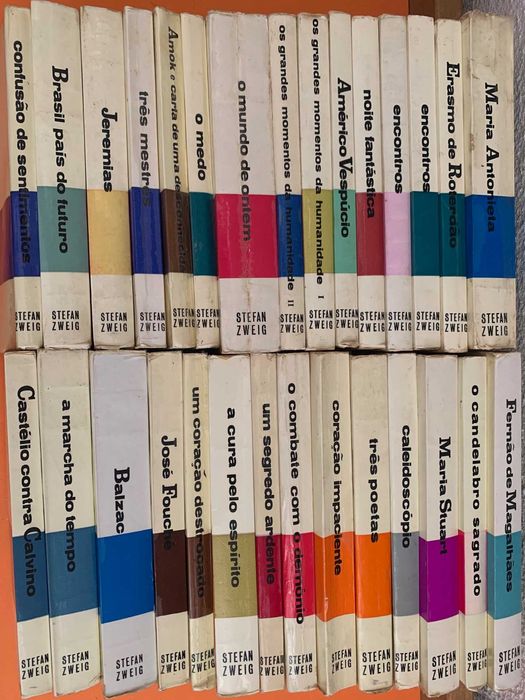 confusão de sentimentos
STEFAN
ZWEIG
Brasil país do futuro
STEFAN
ZWEIG
Jeremias
STEFAN
ZWEIG
três mestres
STEFAN
ZWEIG
Amok e carta de uma desconhecida
STEFAN
ZWEIG
o medo
STEFAN
ZWEIG
o mundo de ontem
STEFAN
ZWEIG
os grandes momentos da humanidade II
STEFAN
ZWEIG
os grandes momentos da humanidade I
STEFAN
ZWEIG
Américo Vespúcio
STEFAN
ZWEIG
noite fantástica
STEFAN
ZWEIG
encontros
STEFAN
ZWEIG
encontros
STEFAN
ZWEIG
Erasmo de Roterdão
STEFAN
ZWEIG
Maria Antonieta
STEFAN
ZWEIG
Castélio contra Calvino
STEFAN
ZWEIG
a marcha do tempo
STEFAN
ZWEIG
Balzac
STEFAN
ZWEIG
José Fouché
STEFAN
ZWEIG
um coração destroçado
STEFAN
ZWEIG
a cura pelo espírito
STEFAN
ZWEIG
um segredo ardente
STEFAN
ZWEIG
o combate com o demónio
STEFAN
ZWEIG
coração impaciente
STEFAN
ZWEIG
três poetas
STEFAN
ZWEIG
caleidoscópio
STEFAN
ZWEIG
Maria Stuart
STEFAN
ZWEIG
o candelabro sagrado
STEFAN
ZWEIG
Fernão de Magalhães
STEFAN
ZWEIG